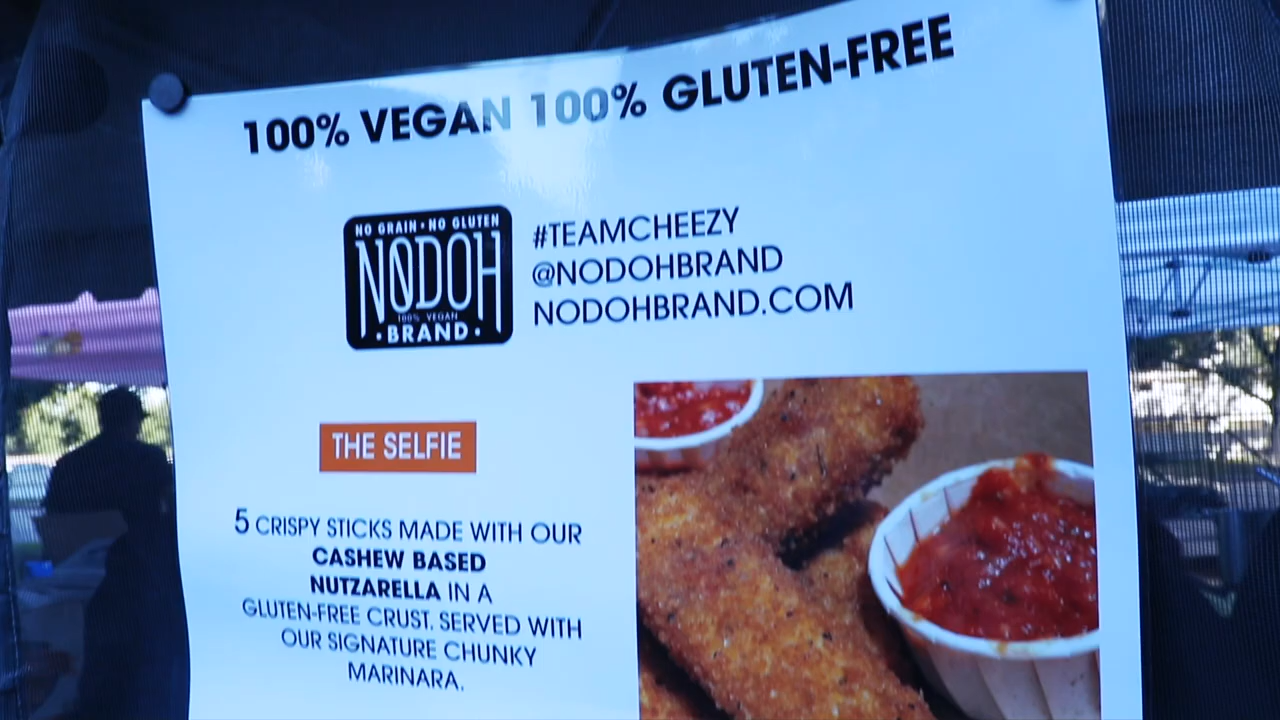 100% VEGAN 100% GLUTEN-FREE
NO GRAIN • NO GLUTEN
NØDOH
100% VEGAN
• BRAND •
#TEAMCHEEZY
@NODOHBRAND
NODOHBRAND.COM
THE SELFIE
5 CRISPY STICKS MADE WITH OUR
CASHEW BASED
NUTZARELLA IN A
GLUTEN-FREE CRUST. SERVED WITH
OUR SIGNATURE CHUNKY
MARINARA.